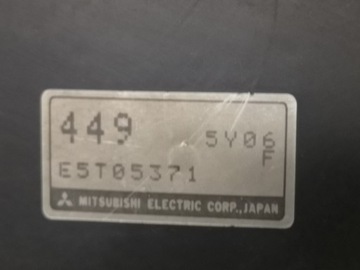 449 5Y06
F
E5T05371
MITSUBISHI ELECTRIC CORP., JAPAN